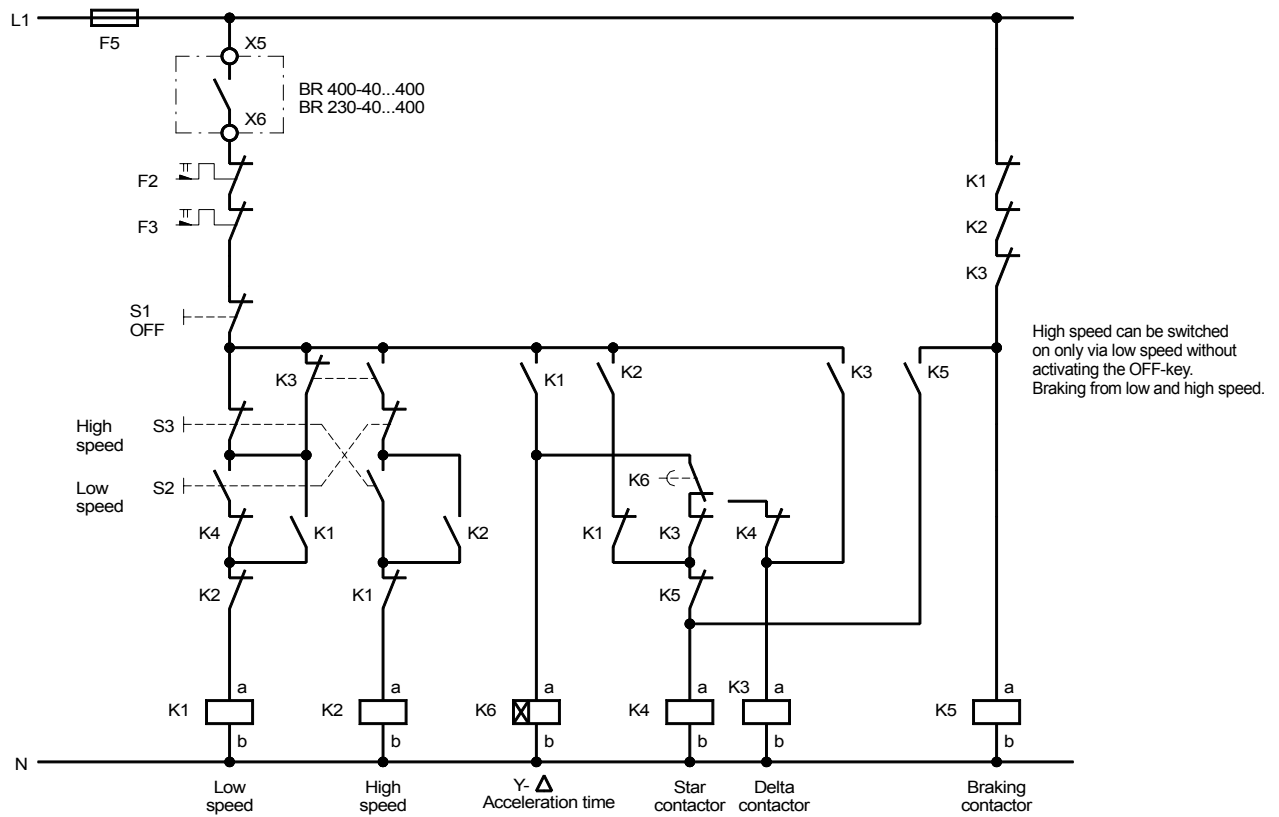 L1
F5
X5
BR 400-40...400
BR 230-40...400
X6
F2
F3
K1
K2
K3
S1
OFF
High speed can be switched
on only via low speed without
activating the OFF-key.
Braking from low and high speed.
K3
K1
K2
K3
K5
High
speed
S3
Low
speed
S2
K6
K4
K1
K2
K1
K3
K4
K2
K1
K5
a
a
a
a
K3
a
a
K1
K2
K6
K4
K5
b
b
b
b
b
b
N
Low
speed
High
speed
Y- Δ
Acceleration time
Star
contactor
Delta
contactor
Braking
contactor